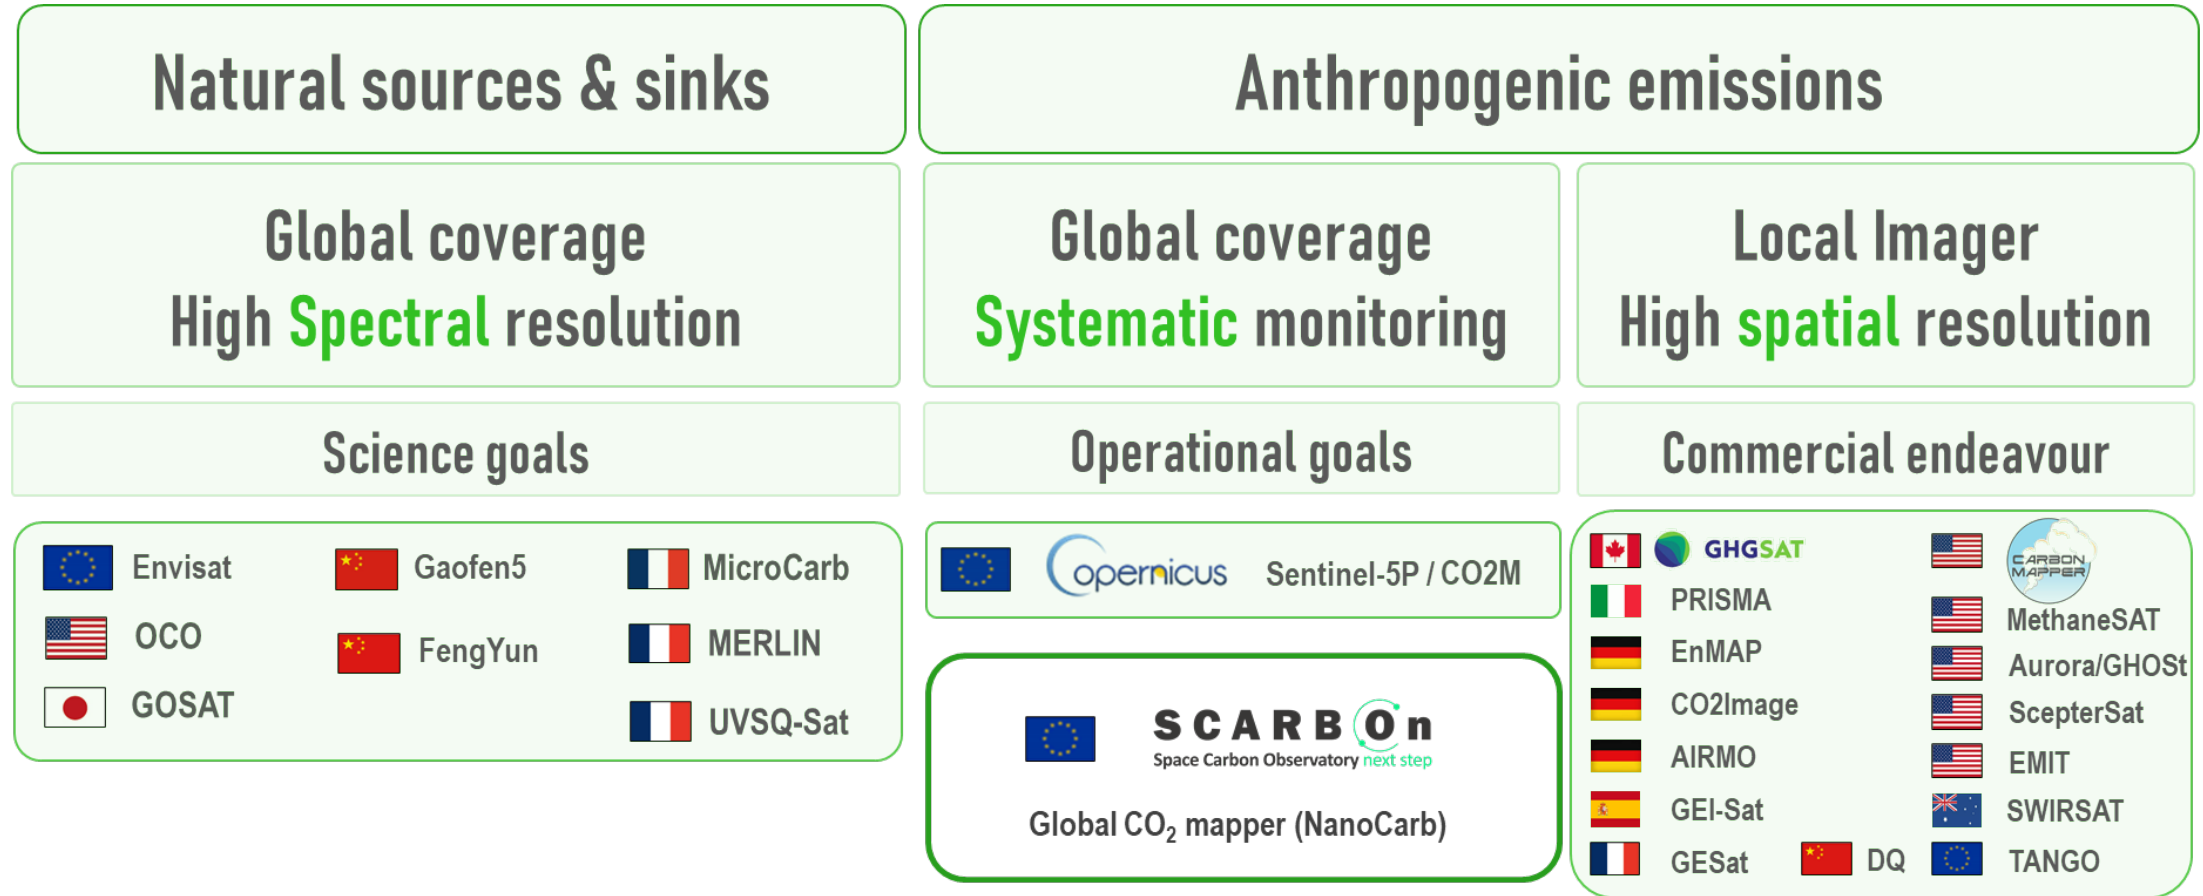 Natural sources & sinks
Anthropogenic emissions
Global coverage
High Spectral resolution
Global coverage
Systematic monitoring
Local Imager
High spatial resolution
Science goals
Operational goals
Commercial endeavour
Envisat
OCO
GOSAT
Gaofen5
FengYun
MicroCarb
MERLIN
UVSQ-Sat
Copernicus
Sentinel-5P / CO2M
SCARBOn
Space Carbon Observatory next step
Global CO₂ mapper (NanoCarb)
GHGSAT
PRISMA
EnMAP
CO2Image
AIRMO
GEI-Sat
GESat
DQ
CARBON
MAPPER
MethaneSAT
Aurora/GHOSt
ScepterSat
EMIT
SWIRSAT
TANGO